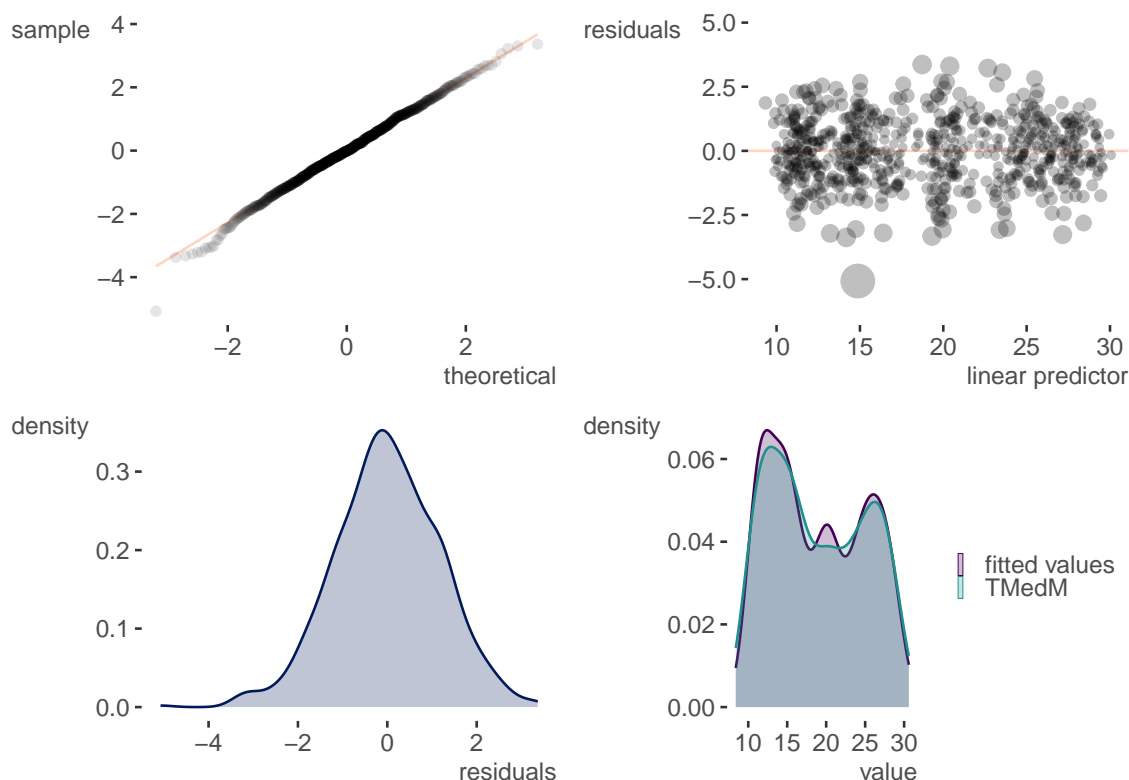 sample
4
2
0
−2
−4
−2 0 2
theoretical
residuals
5.0
2.5
0.0
−2.5
−5.0
10 15 20 25 30
linear predictor
density
0.3
0.2
0.1
0.0
−4 −2 0 2
residuals
density
0.06
0.04
0.02
0.00
10 15 20 25 30
value
fitted values
TMedM